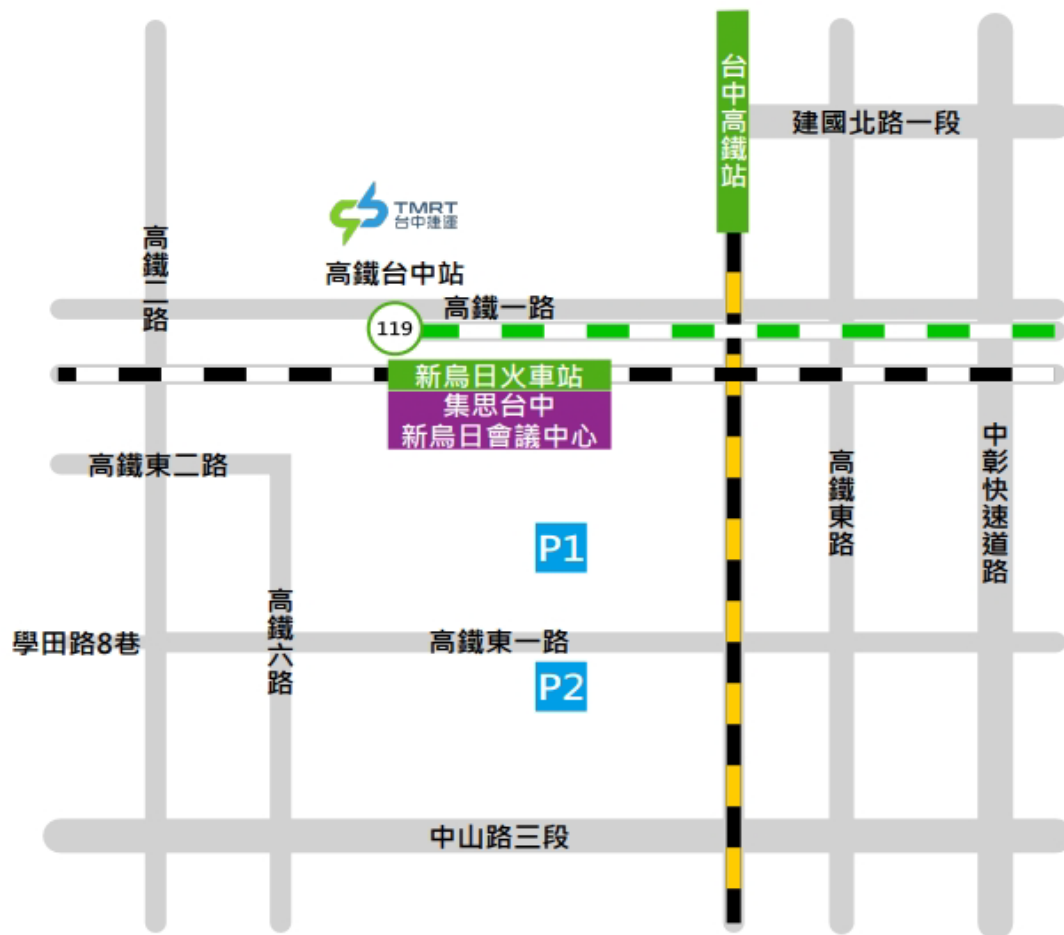 台中高鐵站
建國北路一段
TMRT
台中捷運
高鐵二路
高鐵台中站
高鐵一路
119
新烏日火車站
集思台中
新烏日會議中心
高鐵東二路
高鐵東路
中彰快速道路
P1
高鐵六路
學田路8巷
高鐵東一路
P2
中山路三段